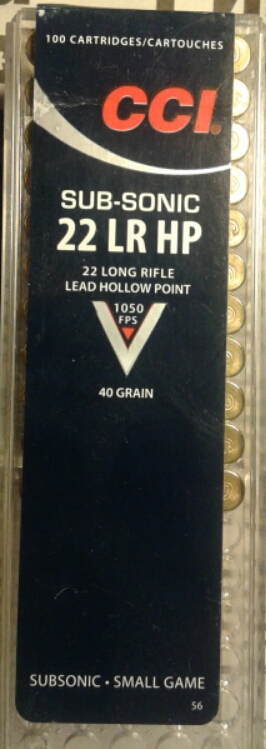 100 CARTRIDGES/CARTOUCHES
CCI®
SUB-SONIC
22 LR HP
22 LONG RIFLE
LEAD HOLLOW POINT
1050
FPS
40 GRAIN
SUBSONIC • SMALL GAME
56